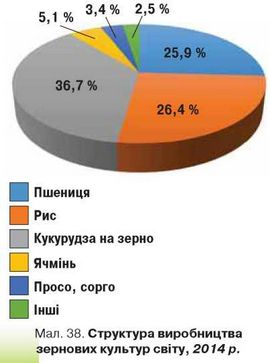 5,1 %
3,4 %
2,5 %
25,9 %
36,7 %
26,4 %
Пшениця
Рис
Кукурудза на зерно
Ячмінь
Просо, сорго
Інші
Мал. 38. Структура виробництва
зернових культур світу, 2014 р.